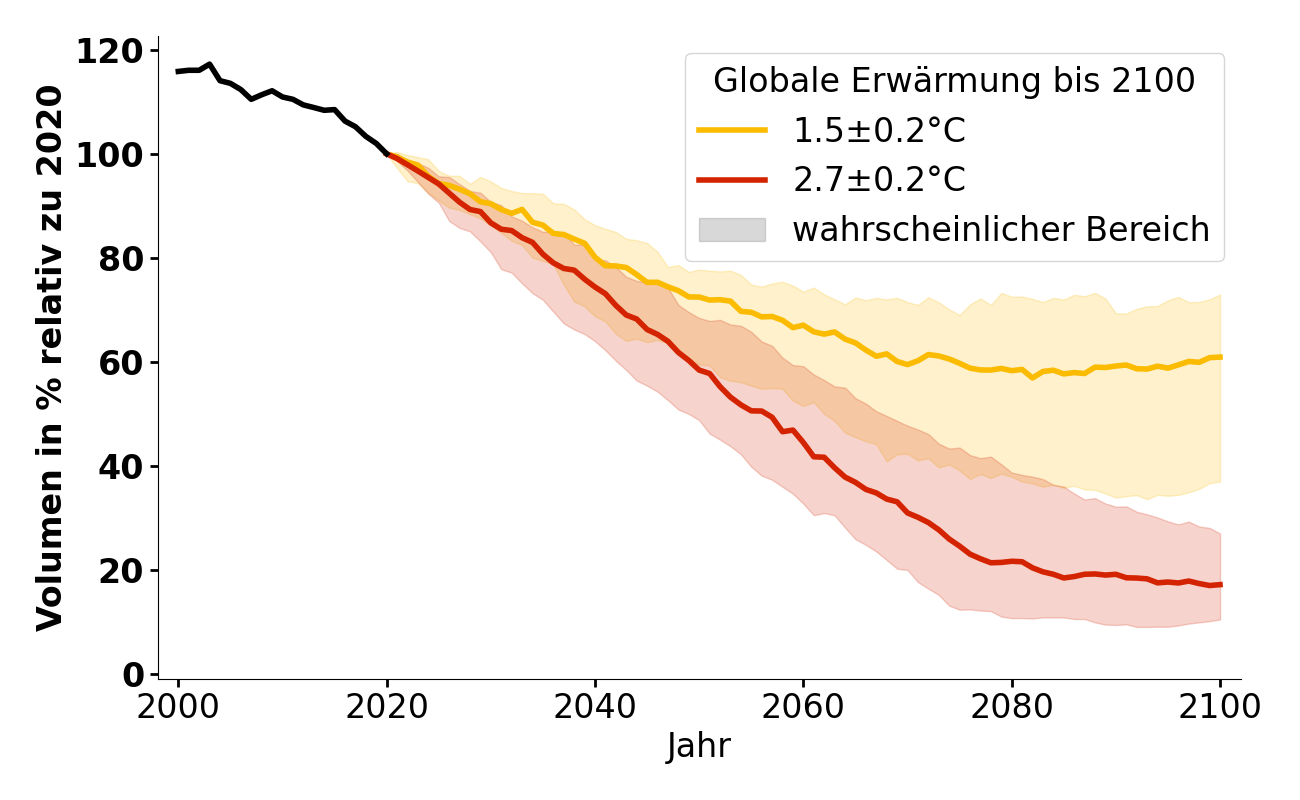 Volumen in % relativ zu 2020
120
100
80
60
40
20
0
Globale Erwärmung bis 2100
1.5±0.2°C
2.7±0.2°C
wahrscheinlicher Bereich
2000 2020 2040 2060 2080 2100
Jahr